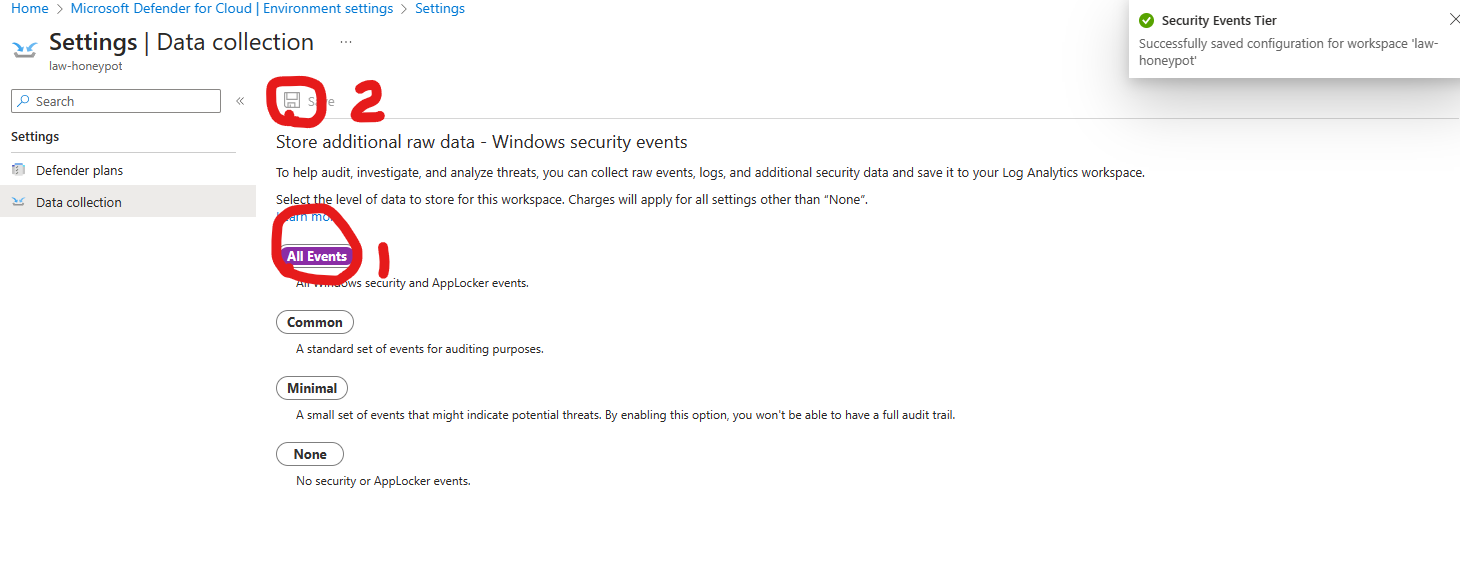 Home > Microsoft Defender for Cloud | Environment settings > Settings
Settings | Data collection ...
law-honeypot
Security Events Tier
Successfully saved configuration for workspace 'law-
honeypot'
Search
«
Save 2
Settings
Defender plans
Data collection
Store additional raw data - Windows security events
To help audit, investigate, and analyze threats, you can collect raw events, logs, and additional security data and save it to your Log Analytics workspace.
Select the level of data to store for this workspace. Charges will apply for all settings other than “None”.
Learn more
All Events 1
All Windows security and AppLocker events.
Common
A standard set of events for auditing purposes.
Minimal
A small set of events that might indicate potential threats. By enabling this option, you won't be able to have a full audit trail.
None
No security or AppLocker events.